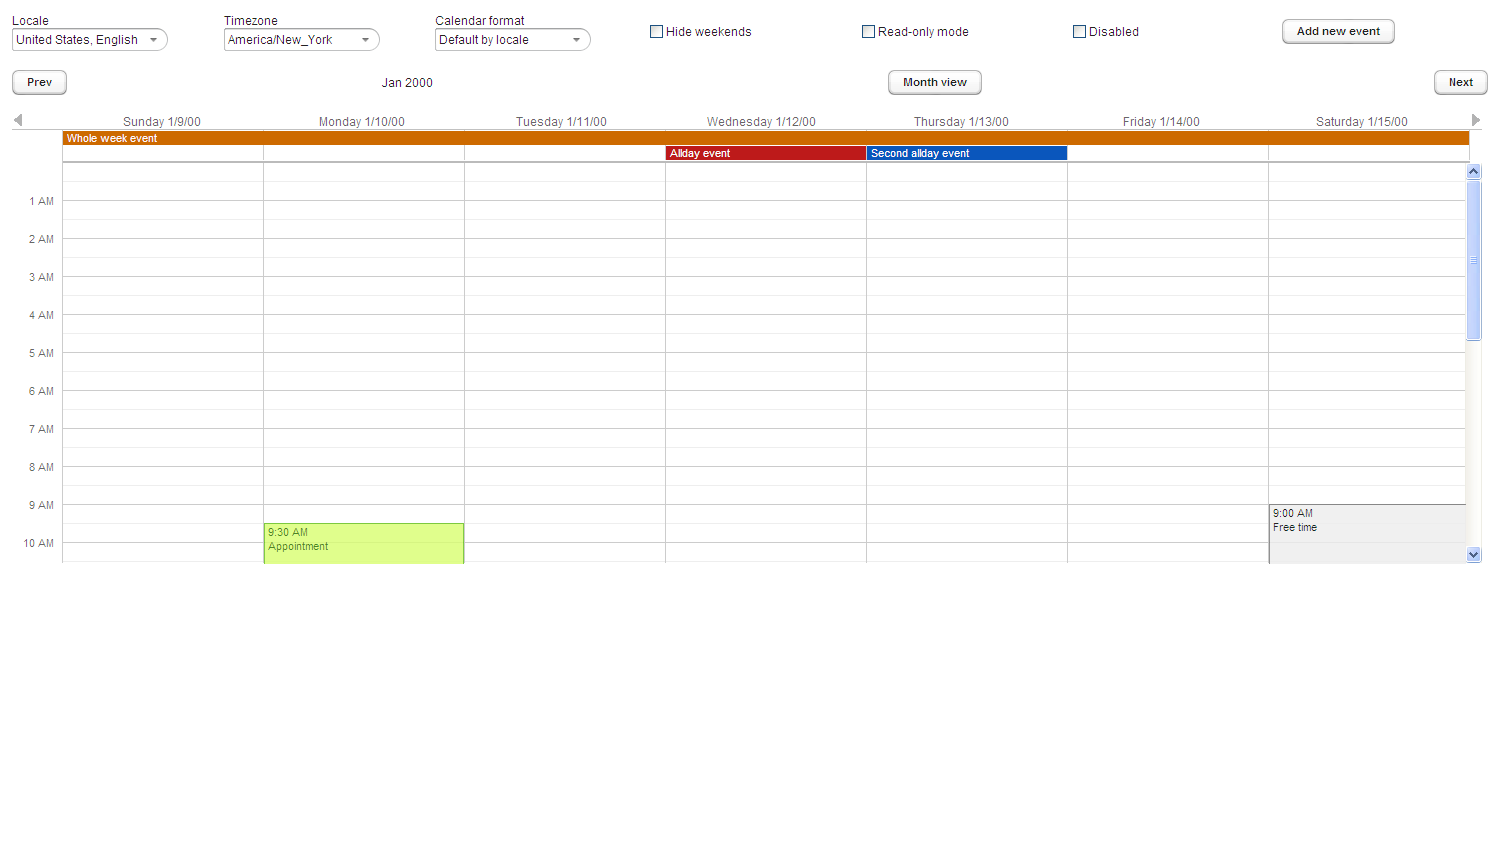 Locale
Timezone
Calendar format
United States, English
America/New_York
Default by locale
Hide weekends
Read-only mode
Disabled
Add new event
Prev
Jan 2000
Month view
Next
Sunday 1/9/00
Monday 1/10/00
Tuesday 1/11/00
Wednesday 1/12/00
Thursday 1/13/00
Friday 1/14/00
Saturday 1/15/00
Whole week event
Allday event
Second allday event
1 AM
2 AM
3 AM
4 AM
5 AM
6 AM
7 AM
8 AM
9 AM
10 AM
9:30 AM
Appointment
9:00 AM
Free time